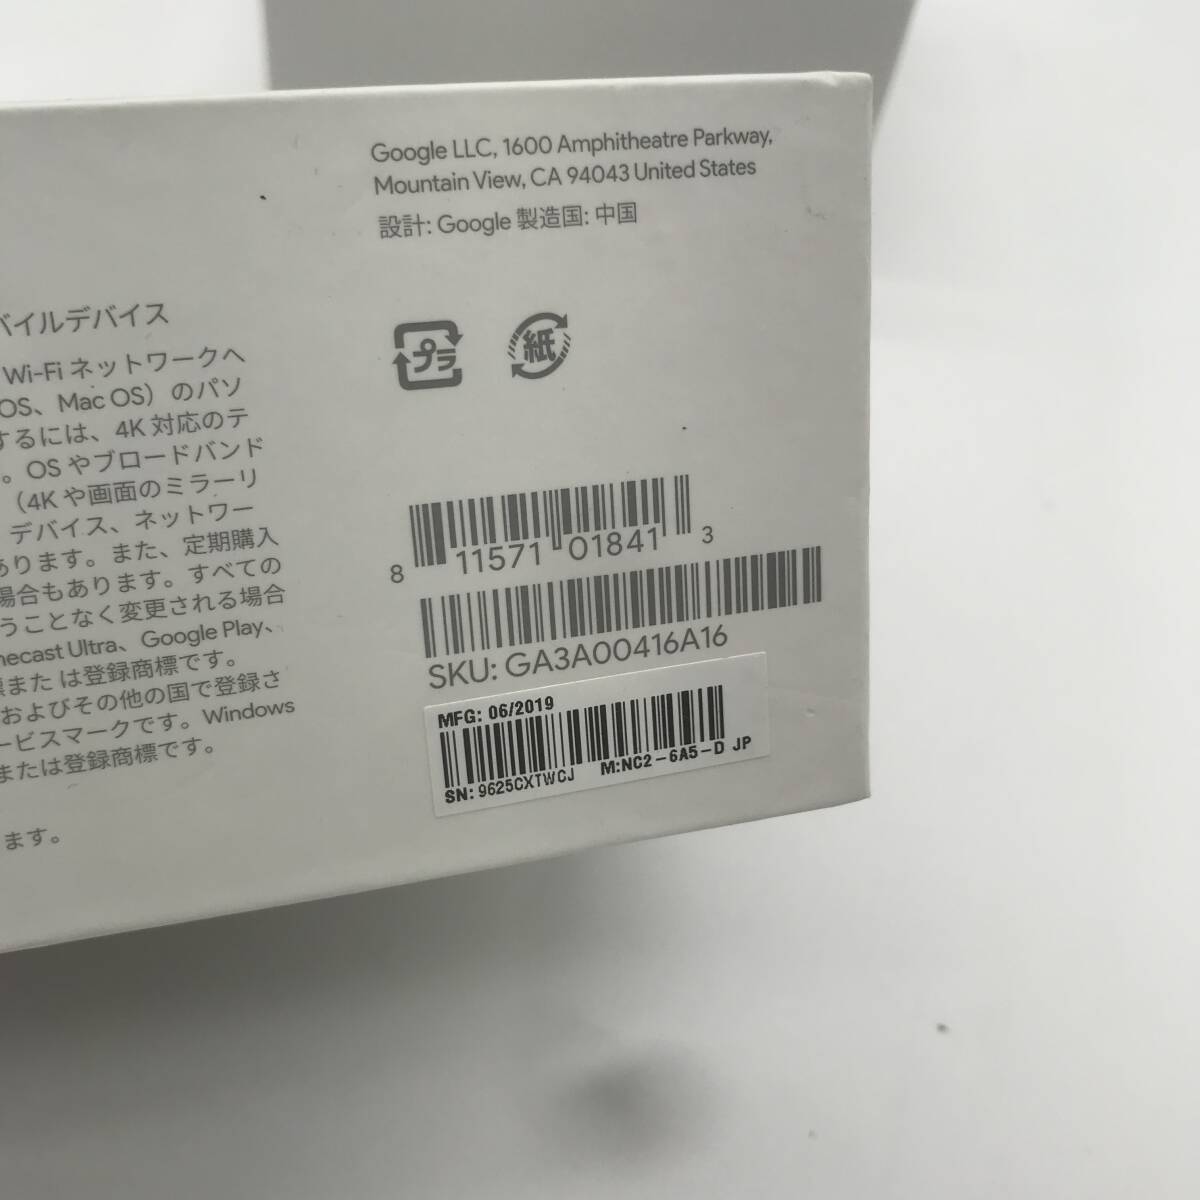 Google LLC, 1600 Amphitheatre Parkway,
Mountain View, CA 94043 United States
設計: Google 製造国: 中国
バイルデバイス
Wi-Fi ネットワークへ
OS、Mac OS）のパソ
するには、4K 対応のテ
。OS やブロードバンド
（4K や画面のミラーリ
デバイス、ネットワー
あります。また、定期購入
場合もあります。すべての
うことなく変更される場合
mecast Ultra、Google Play、
標または登録商標です。
およびその他の国で登録さ
ービスマークです。Windows
または登録商標です。
ます。
プラ
紙
8 11571 01841 3
SKU: GA3A00416A16
MFG: 06/2019
SN: 9625CXTWCJ M:NC2-6A5-D JP